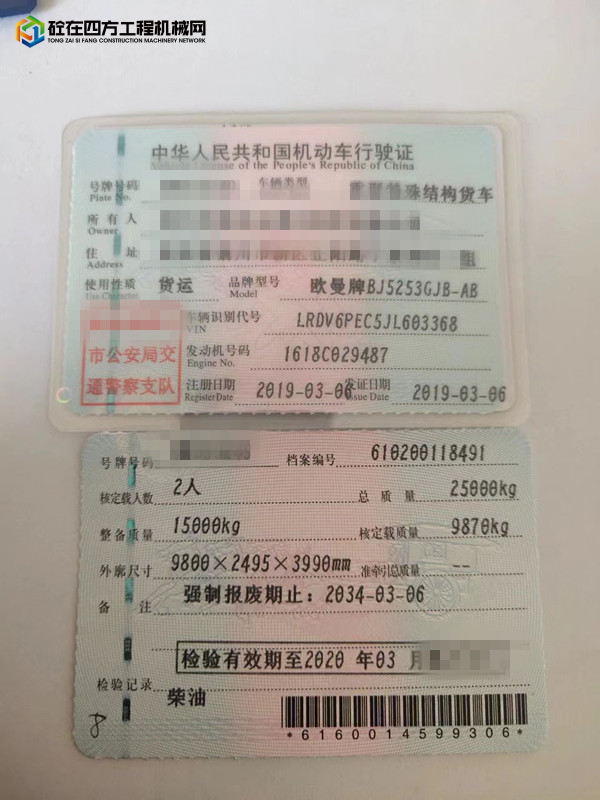 砼在四方工程机械网
TONG ZAI SI FANG CONSTRUCTION MACHINERY NETWORK
中华人民共和国机动车行驶证
License of the People's Republic of China
号牌号码 车辆类型 特殊结构货车
Plate No.
所有人
Owner
住址 组
Address
使用性质 货运 品牌型号 欧曼牌BJ5253GJB-AB
Use Character Model
车辆识别代号 LRDV6PEC5JL603368
VIN
市公安局交
通警察支队
发动机号码 1618C029487
Engine No.
注册日期 2019-03-06 发证日期 2019-03-06
Register Date Issue Date
号牌号码 档案编号 610200118491
核定载人数 2人 总质量 25000kg
整备质量 15000kg 核定载质量 9870kg
外廓尺寸 9800×2495×3990mm 准牵引总质量 --
备注 强制报废期止：2034-03-06
检验有效期至2020 年03 月
检验记录
柴油
*6160014599306*